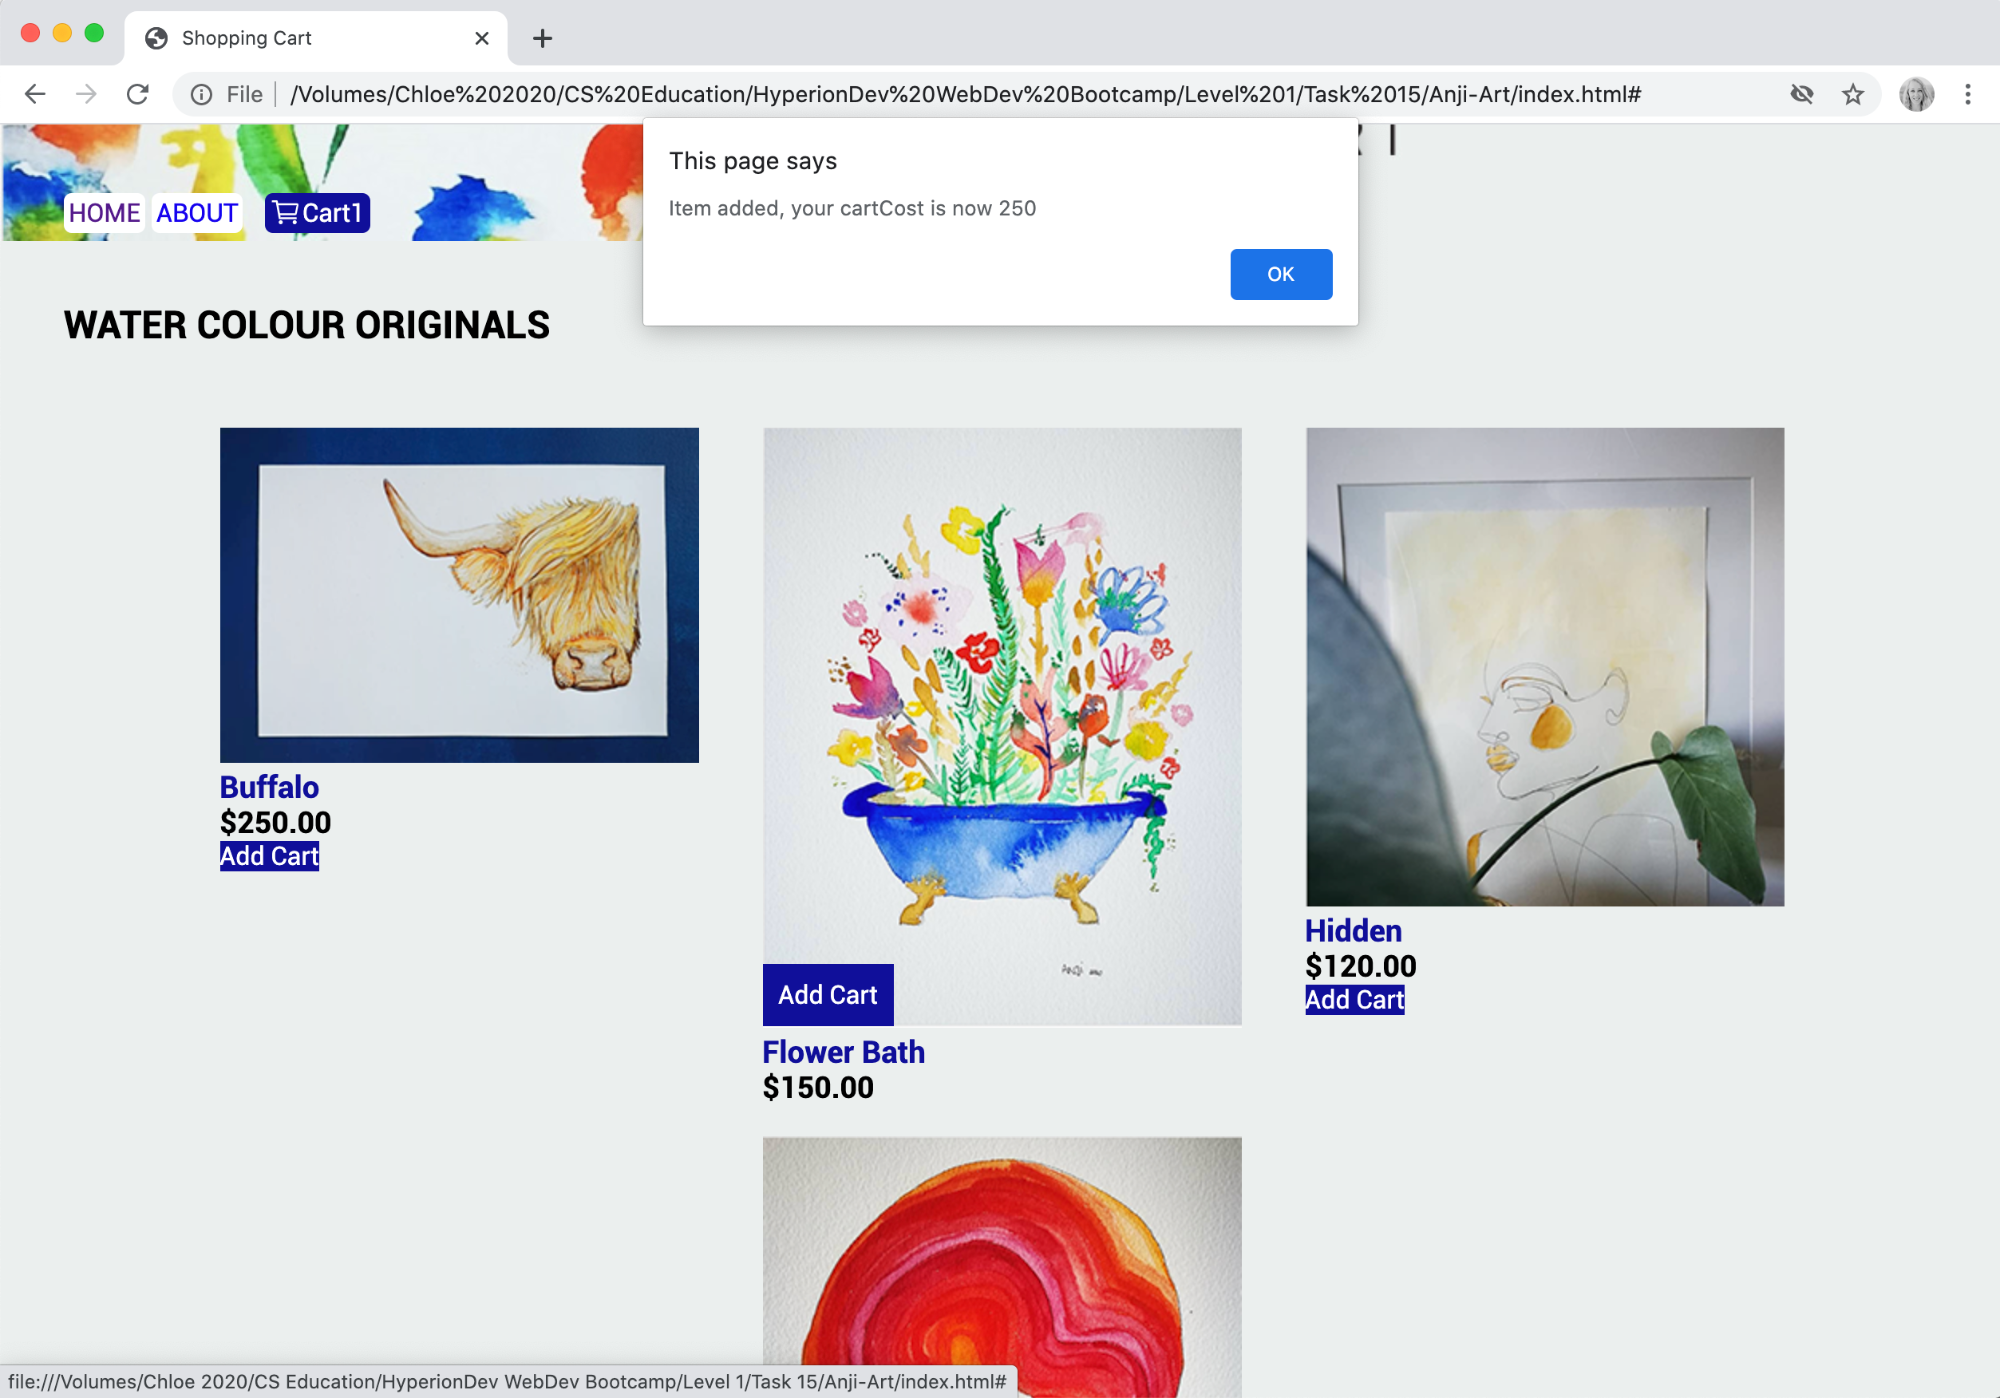 Shopping Cart
File
/Volumes/Chloe%202020/CS%20Education/HyperionDev%20WebDev%20Bootcamp/Level%201/Task%2015/Anji-Art/index.html#
This page says
Item added, your cartCost is now 250
OK
HOME
ABOUT
Cart1
WATER COLOUR ORIGINALS
Buffalo
$250.00
Add Cart
Add Cart
Flower Bath
$150.00
Hidden
$120.00
Add Cart
file:///Volumes/Chloe 2020/CS Education/HyperionDev WebDev Bootcamp/Level 1/Task 15/Anji-Art/index.html#